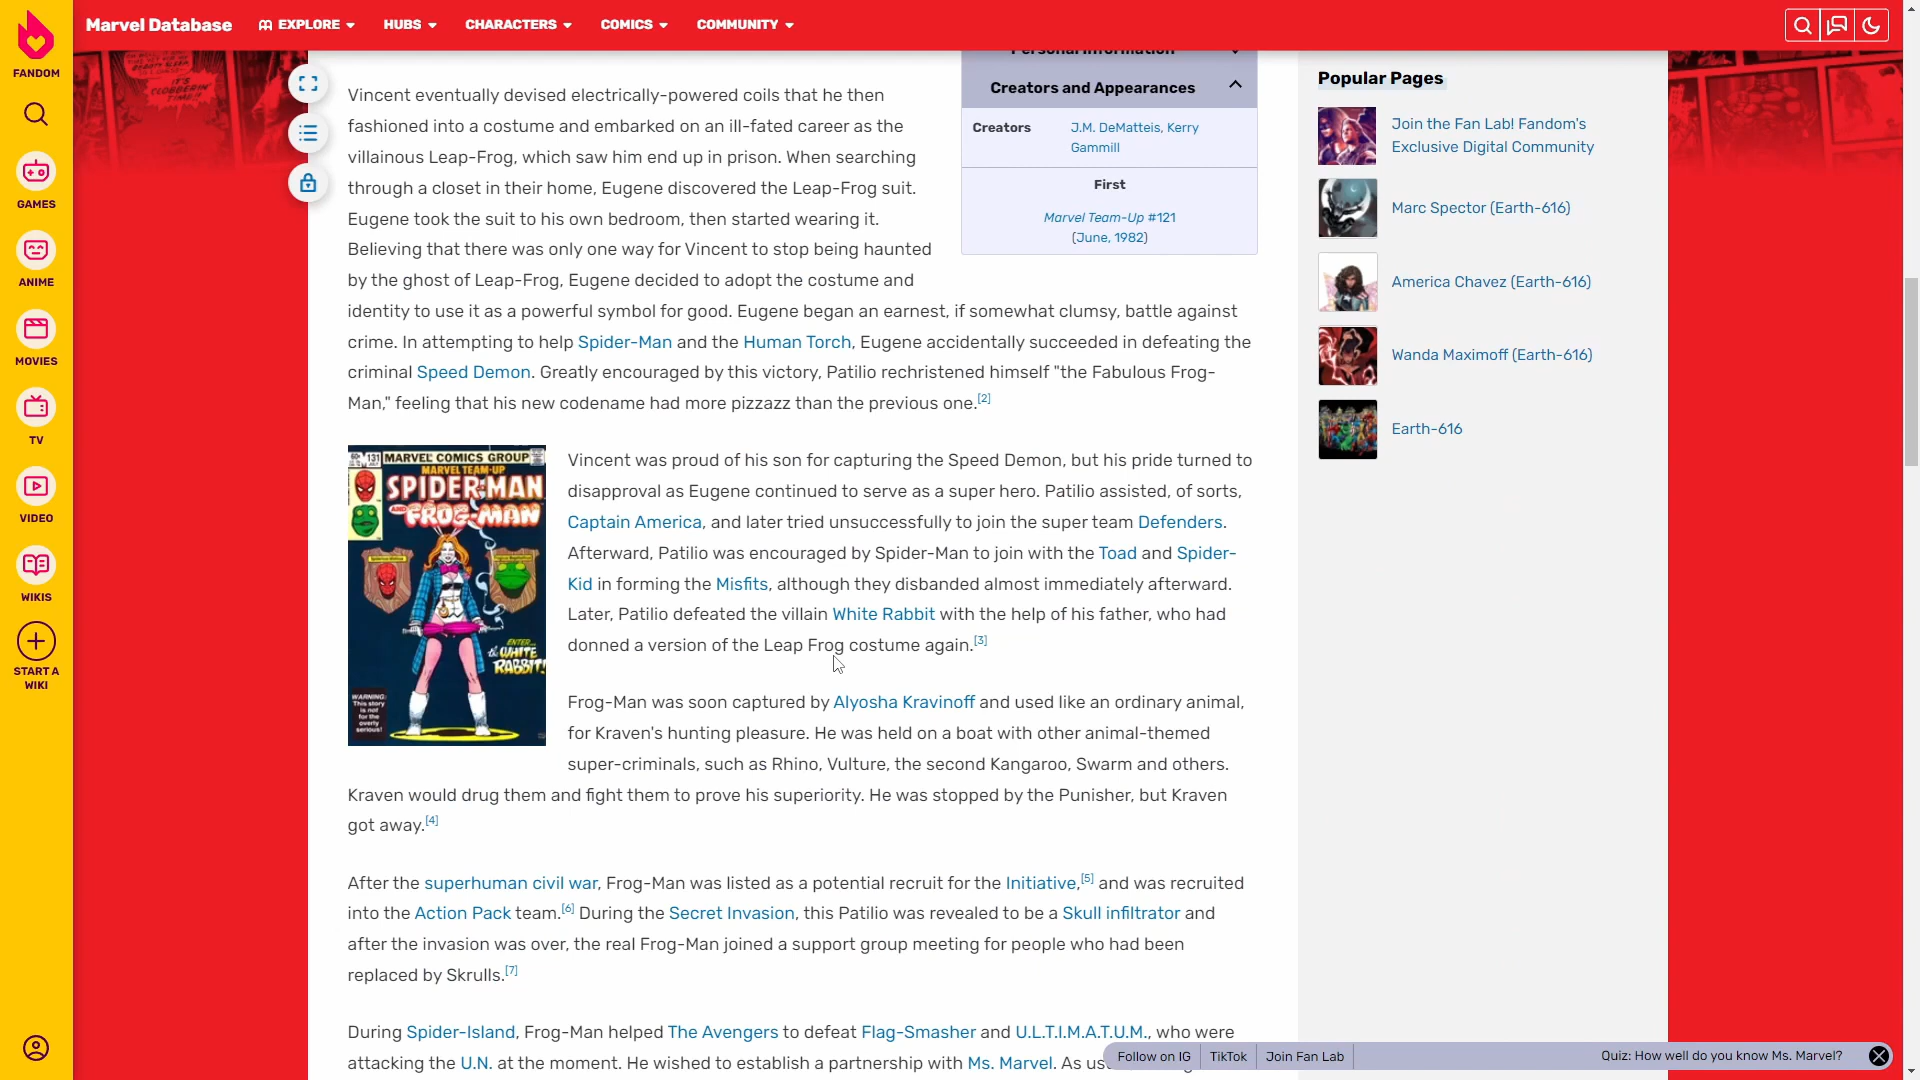 Marvel Database
EXPLORE
HUBS
CHARACTERS
COMICS
COMMUNITY
FANDOM
GAMES
ANIME
MOVIES
TV
VIDEO
WIKIS
START A
WIKI
Vincent eventually devised electrically-powered coils that he then
fashioned into a costume and embarked on an ill-fated career as the
villainous Leap-Frog, which saw him end up in prison. When searching
through a closet in their home, Eugene discovered the Leap-Frog suit.
Eugene took the suit to his own bedroom, then started wearing it.
Believing that there was only one way for Vincent to stop being haunted
by the ghost of Leap-Frog, Eugene decided to adopt the costume and
identity to use it as a powerful symbol for good. Eugene began an earnest, if somewhat clumsy, battle against
crime. In attempting to help Spider-Man and the Human Torch, Eugene accidentally succeeded in defeating the
criminal Speed Demon. Greatly encouraged by this victory, Patilio rechristened himself "the Fabulous Frog-
Man," feeling that his new codename had more pizzazz than the previous one.[2]
Personal Information
Creators and Appearances
Creators
J.M. DeMatteis, Kerry
Gammill
First
Marvel Team-Up #121
(June, 1982)
131
MARVEL COMICS GROUP
MARVEL TEAM-UP
SPIDER-MAN
AND
FROG-MAN
ENTER...
the WHITE
RABBIT!
WARNING:
This story
is not
for the
overly
serious!
Vincent was proud of his son for capturing the Speed Demon, but his pride turned to
disapproval as Eugene continued to serve as a super hero. Patilio assisted, of sorts,
Captain America, and later tried unsuccessfully to join the super team Defenders.
Afterward, Patilio was encouraged by Spider-Man to join with the Toad and Spider-
Kid in forming the Misfits, although they disbanded almost immediately afterward.
Later, Patilio defeated the villain White Rabbit with the help of his father, who had
donned a version of the Leap Frog costume again.[3]
Frog-Man was soon captured by Alyosha Kravinoff and used like an ordinary animal,
for Kraven's hunting pleasure. He was held on a boat with other animal-themed
super-criminals, such as Rhino, Vulture, the second Kangaroo, Swarm and others.
Kraven would drug them and fight them to prove his superiority. He was stopped by the Punisher, but Kraven
got away.[4]
After the superhuman civil war, Frog-Man was listed as a potential recruit for the Initiative,[5] and was recruited
into the Action Pack team.[6] During the Secret Invasion, this Patilio was revealed to be a Skull infiltrator and
after the invasion was over, the real Frog-Man joined a support group meeting for people who had been
replaced by Skrulls.[7]
During Spider-Island, Frog-Man helped The Avengers to defeat Flag-Smasher and U.L.T.I.M.A.T.U.M., who were
attacking the U.N. at the moment. He wished to establish a partnership with Ms. Marvel. As
Popular Pages
Join the Fan Lab! Fandom's
Exclusive Digital Community
Marc Spector (Earth-616)
America Chavez (Earth-616)
Wanda Maximoff (Earth-616)
Earth-616
Follow on IG
TikTok
Join Fan Lab
Quiz: How well do you know Ms. Marvel?